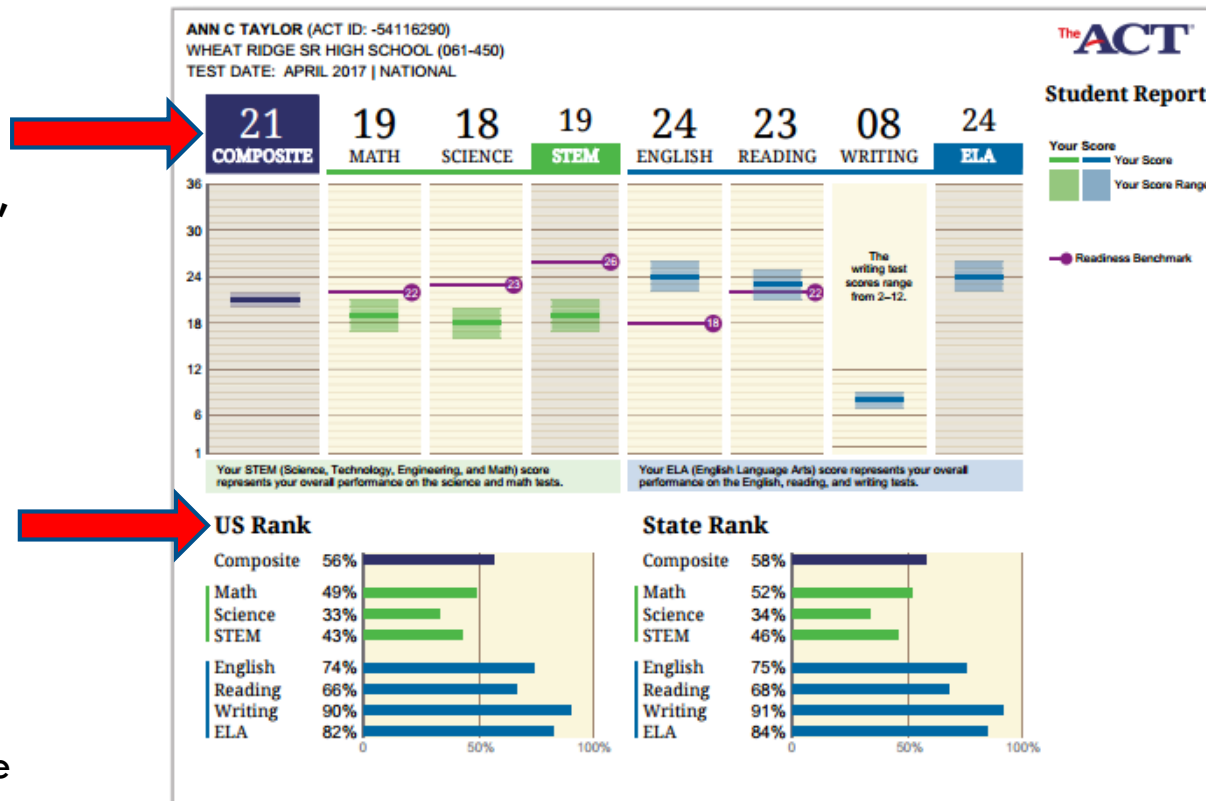 ANN C TAYLOR (ACT ID: -54116290)
WHEAT RIDGE SR HIGH SCHOOL (061-450)
TEST DATE: APRIL 2017 | NATIONAL
The ACT
Student Report
21 19 18 19 24 23 08 24
COMPOSITE MATH SCIENCE STEM ENGLISH READING WRITING ELA
Your Score
Your Score
Your Score Range
Readiness Benchmark
36
30
24
18
12
6
1
22
23
26
18
22
The
writing test
scores range
from 2–12.
Your STEM (Science, Technology, Engineering, and Math) score
represents your overall performance on the science and math tests.
Your ELA (English Language Arts) score represents your overall
performance on the English, reading, and writing tests.
US Rank
Composite 56%
Math 49%
Science 33%
STEM 43%
English 74%
Reading 66%
Writing 90%
ELA 82%
0 50% 100%
State Rank
Composite 58%
Math 52%
Science 34%
STEM 46%
English 75%
Reading 68%
Writing 91%
ELA 84%
0 50% 100%